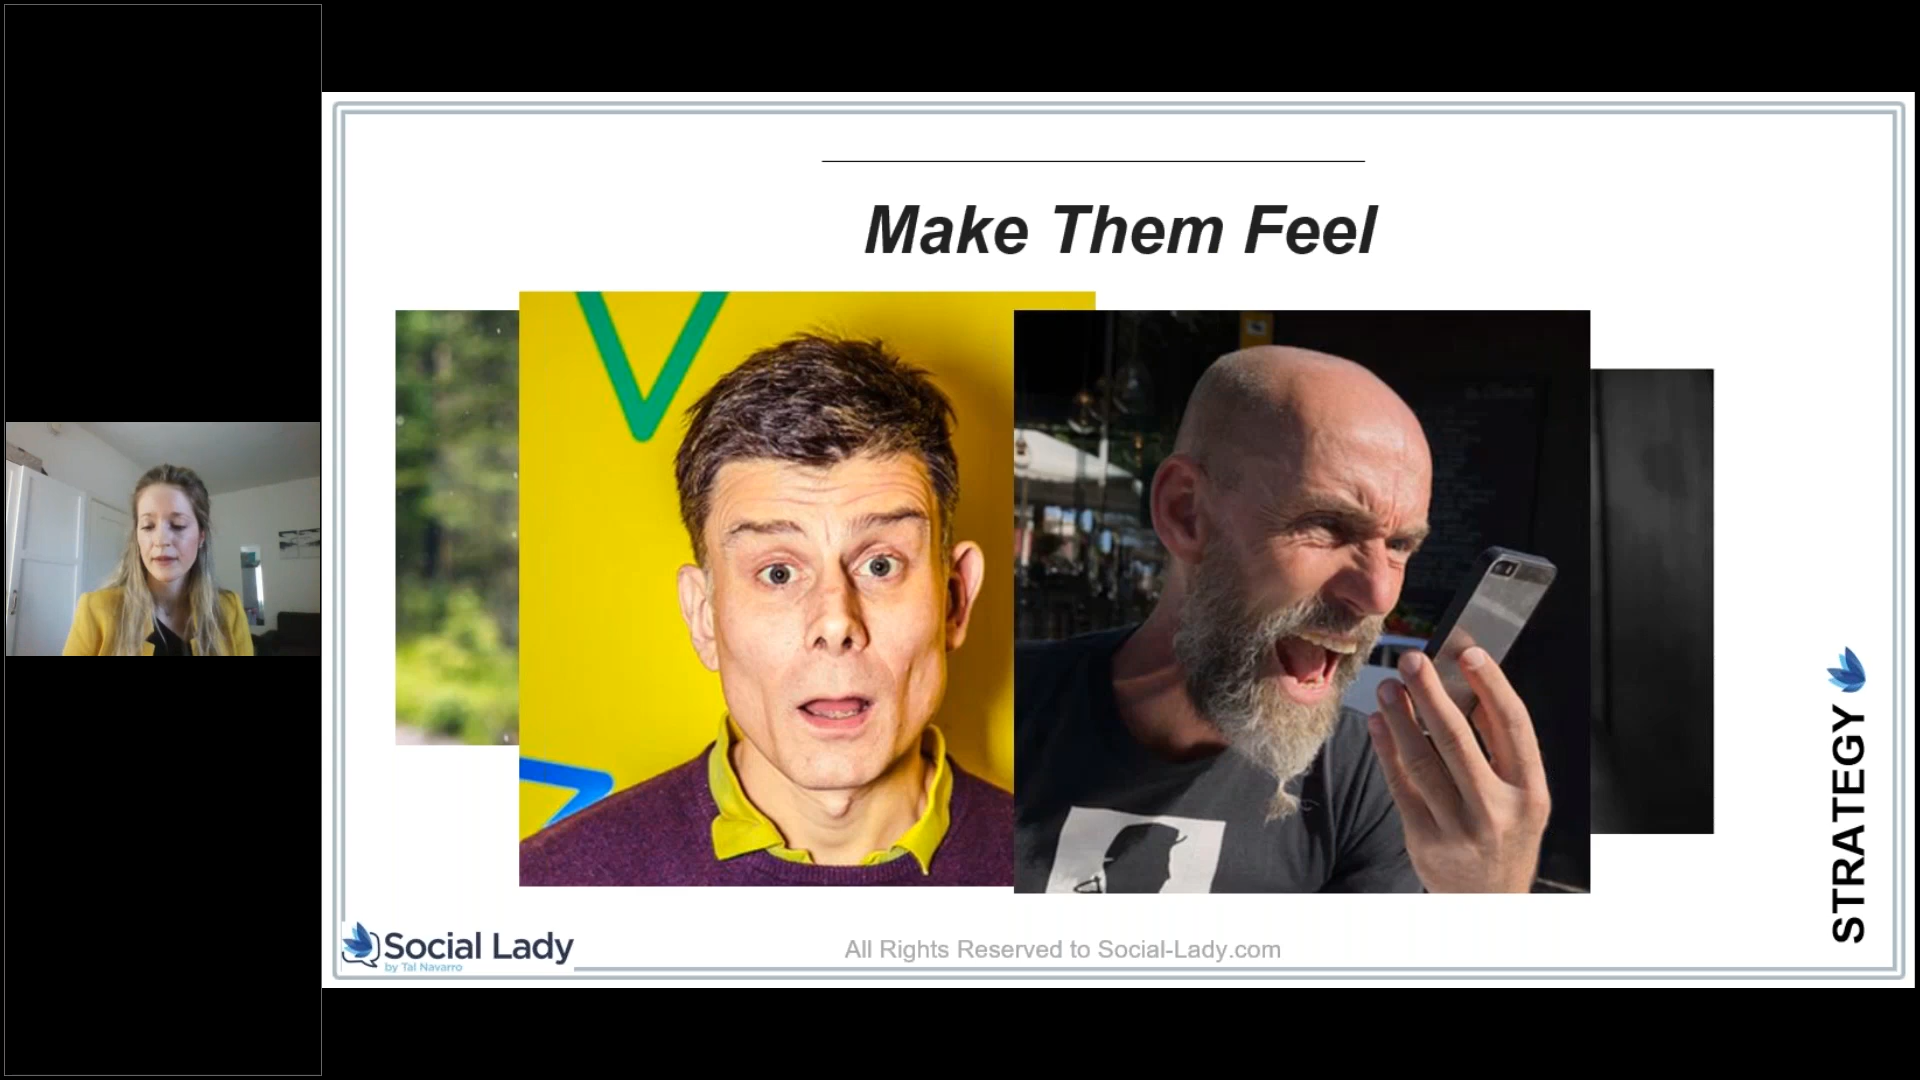 Make Them Feel
STRATEGY
Social Lady
by Tal Navarro
All Rights Reserved to Social-Lady.com